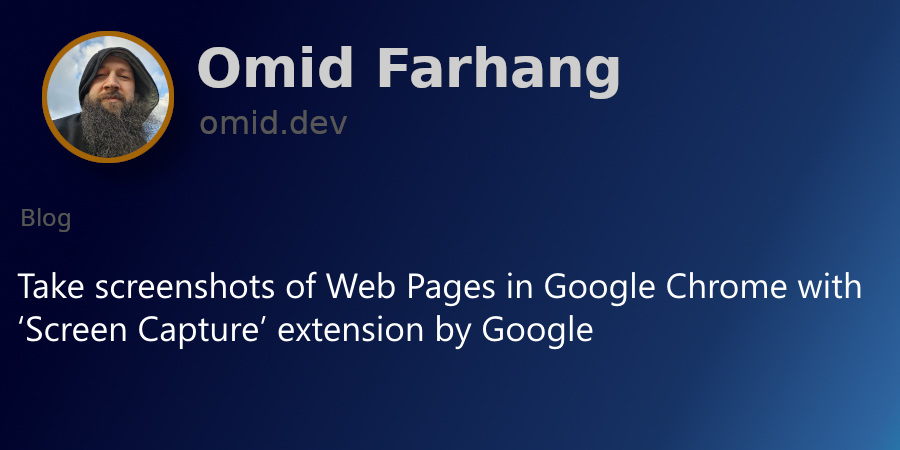 Omid Farhang
omid.dev
Blog
Take screenshots of Web Pages in Google Chrome with
‘Screen Capture’ extension by Google